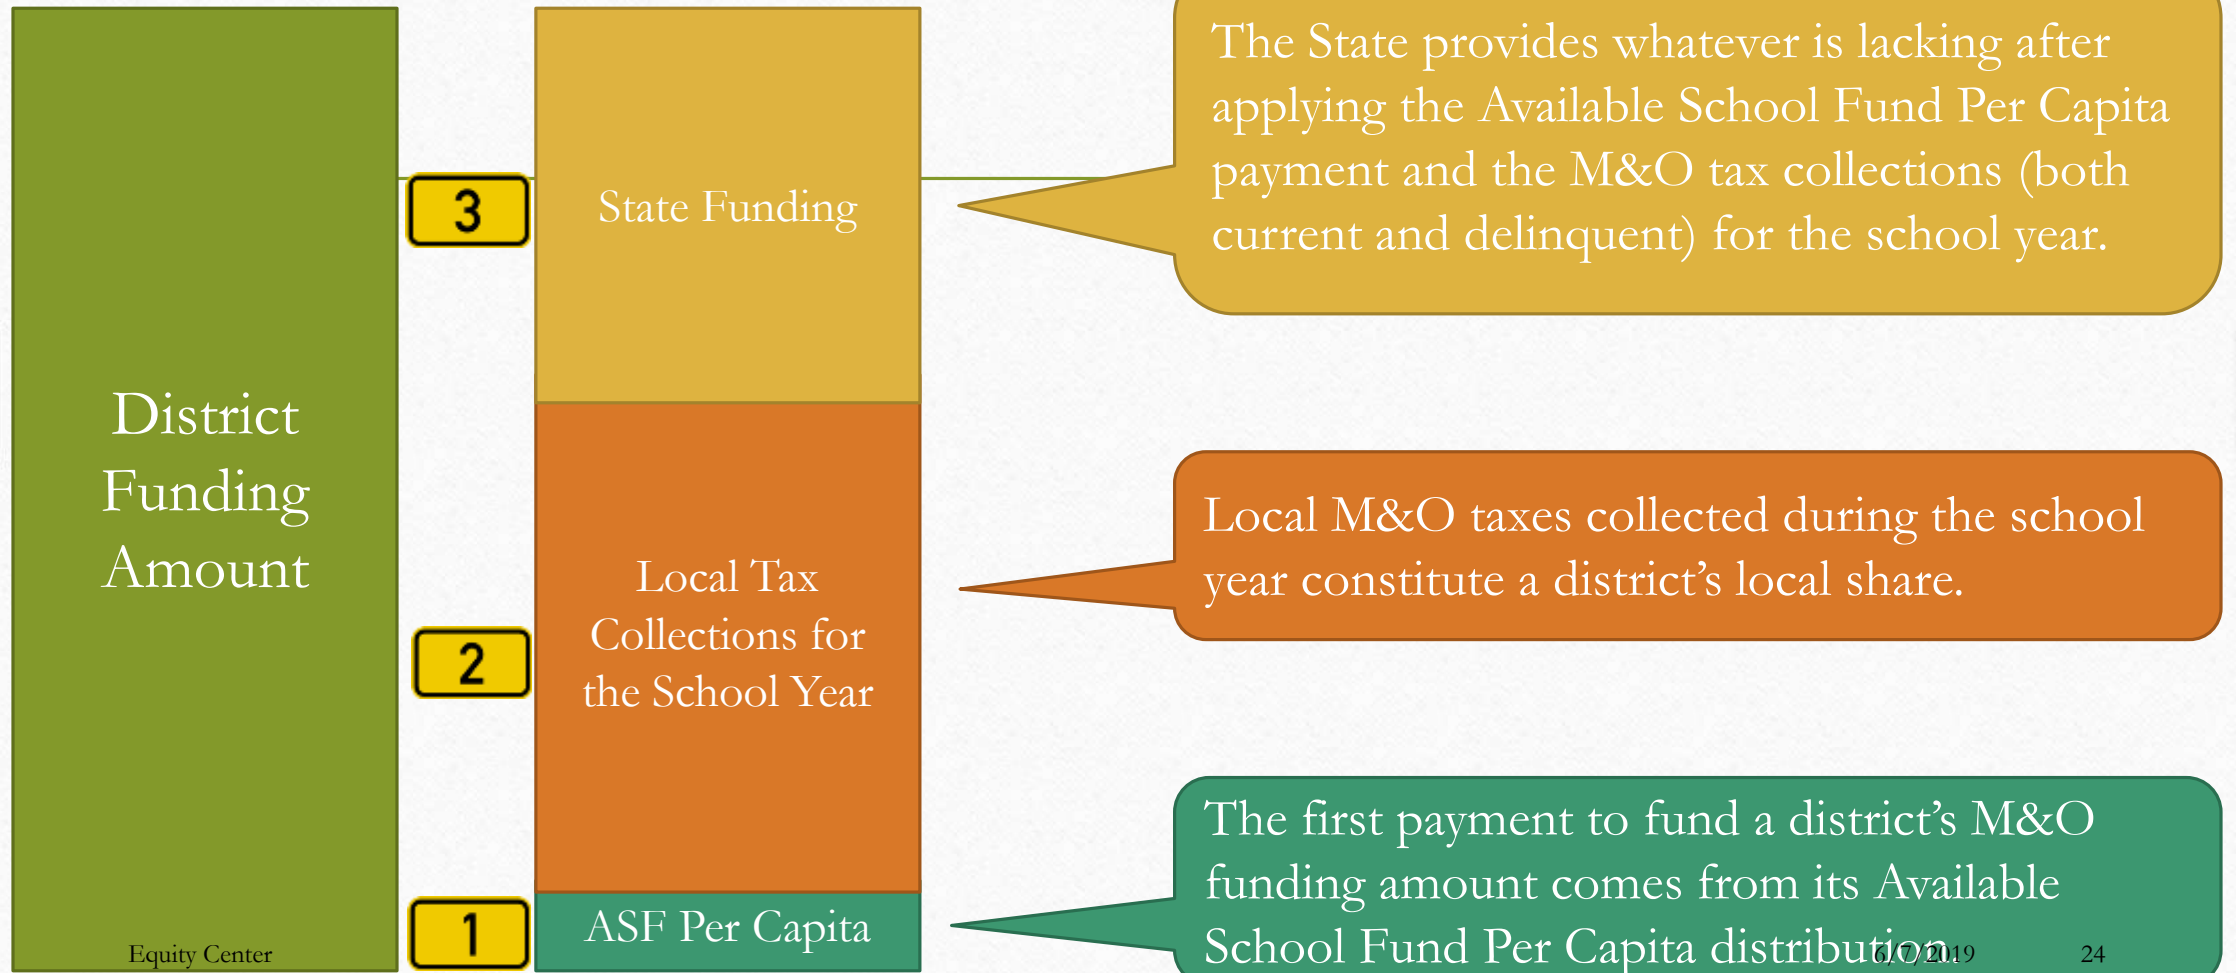 District
Funding
Amount
3
State Funding
The State provides whatever is lacking after
applying the Available School Fund Per Capita
payment and the M&O tax collections (both
current and delinquent) for the school year.
2
Local Tax
Collections for
the School Year
Local M&O taxes collected during the school
year constitute a district’s local share.
1
ASF Per Capita
The first payment to fund a district’s M&O
funding amount comes from its Available
School Fund Per Capita distribution.
Equity Center
6/7/2019
24